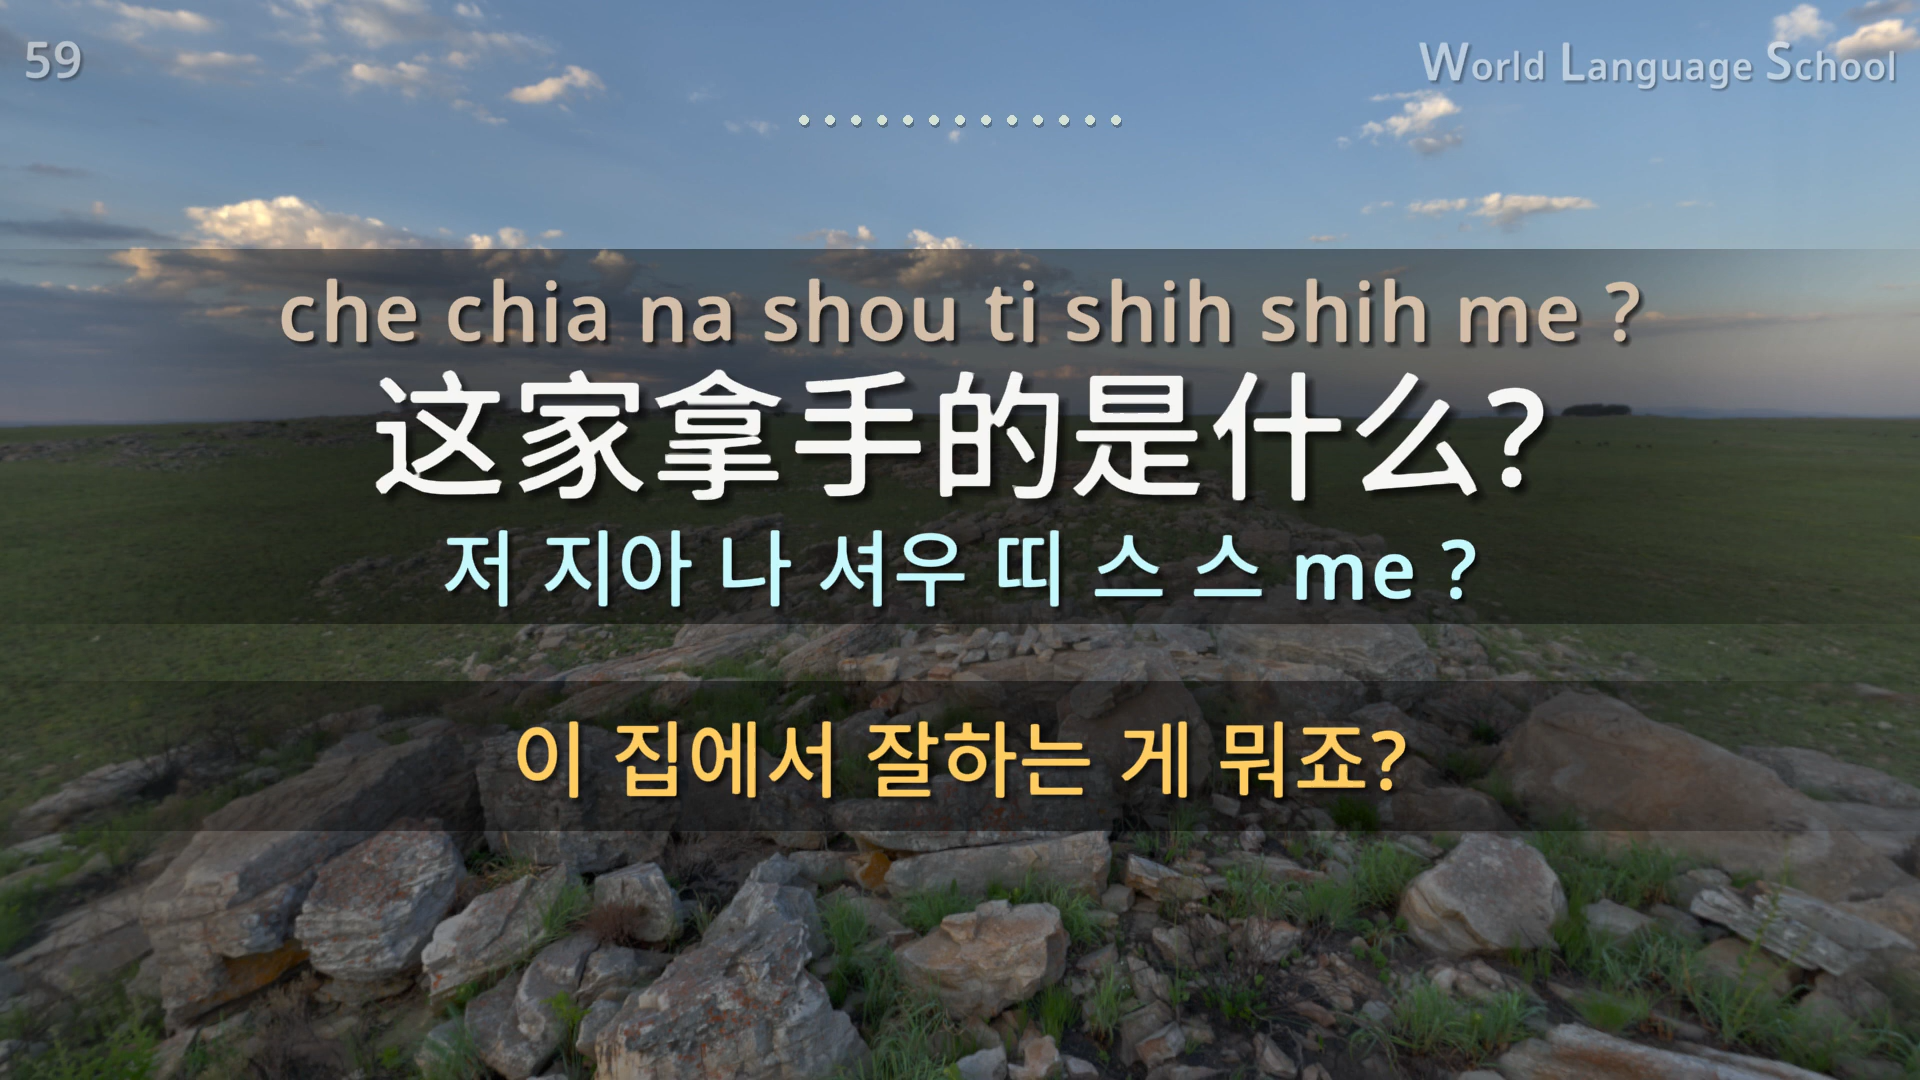 59
World Language School
che chia na shou ti shih shih me ?
这家拿手的是什么?
저 지아 나 셔우 띠 스 스 me ?
이 집에서 잘하는 게 뭐죠?